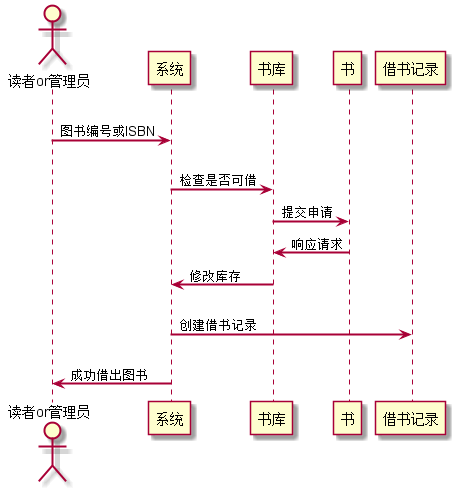 读者or管理员
系统
书库
书
借书记录
图书编号或ISBN
检查是否可借
提交申请
响应请求
修改库存
创建借书记录
成功借出图书
读者or管理员
系统
书库
书
借书记录